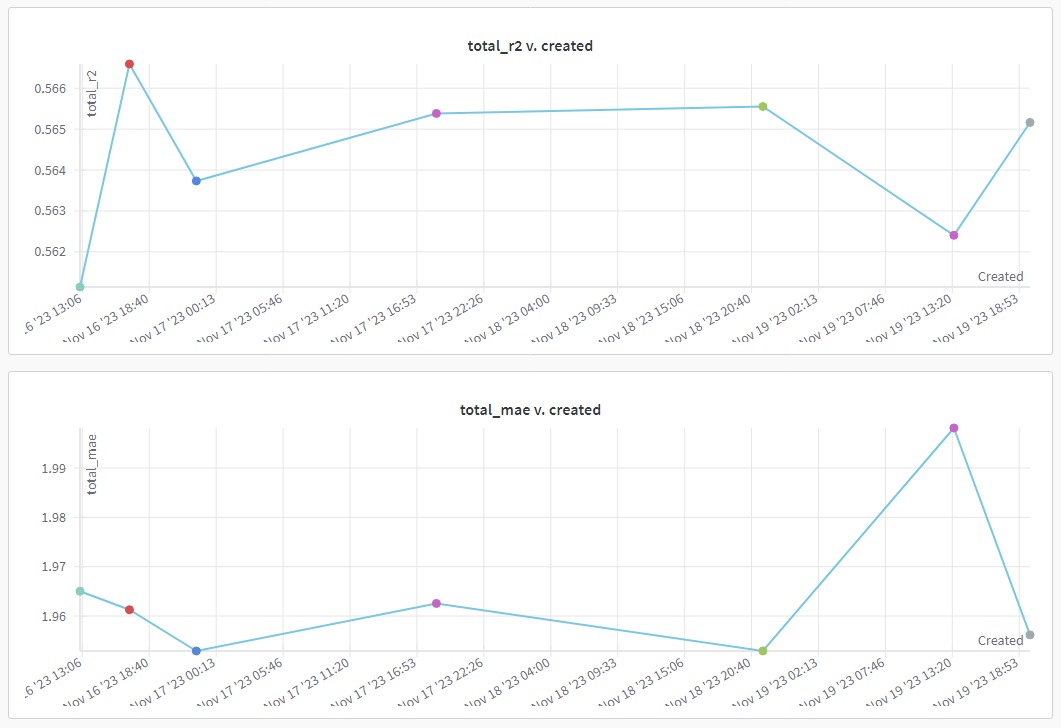 total_r2 v. created
total_r2
0.566
0.565
0.564
0.563
0.562
Created
6 '23 13:06
Nov 16 '23 18:40
Nov 17 '23 00:13
Nov 17 '23 05:46
Nov 17 '23 11:20
Nov 17 '23 16:53
Nov 17 '23 22:26
Nov 18 '23 04:00
Nov 18 '23 09:33
Nov 18 '23 15:06
Nov 18 '23 20:40
Nov 19 '23 02:13
Nov 19 '23 07:46
Nov 19 '23 13:20
Nov 19 '23 18:53
total_mae v. created
total_mae
1.99
1.98
1.97
1.96
Created
6 '23 13:06
Nov 16 '23 18:40
Nov 17 '23 00:13
Nov 17 '23 05:46
Nov 17 '23 11:20
Nov 17 '23 16:53
Nov 17 '23 22:26
Nov 18 '23 04:00
Nov 18 '23 09:33
Nov 18 '23 15:06
Nov 18 '23 20:40
Nov 19 '23 02:13
Nov 19 '23 07:46
Nov 19 '23 13:20
Nov 19 '23 18:53